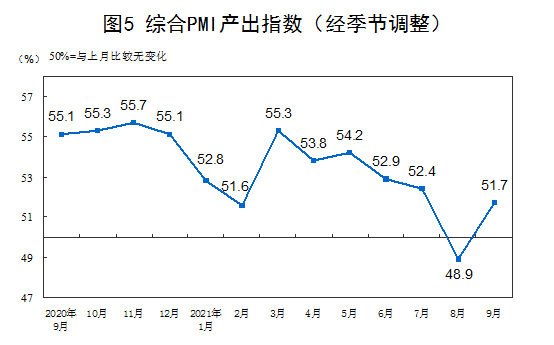 图5 综合PMI产出指数（经季节调整）
（%） 50%=与上月比较无变化
57
55
53
51
49
47
55.1
55.3
55.7
55.1
52.8
51.6
55.3
53.8
54.2
52.9
52.4
48.9
51.7
2020年
9月
10月
11月
12月
2021年
1月
2月
3月
4月
5月
6月
7月
8月
9月